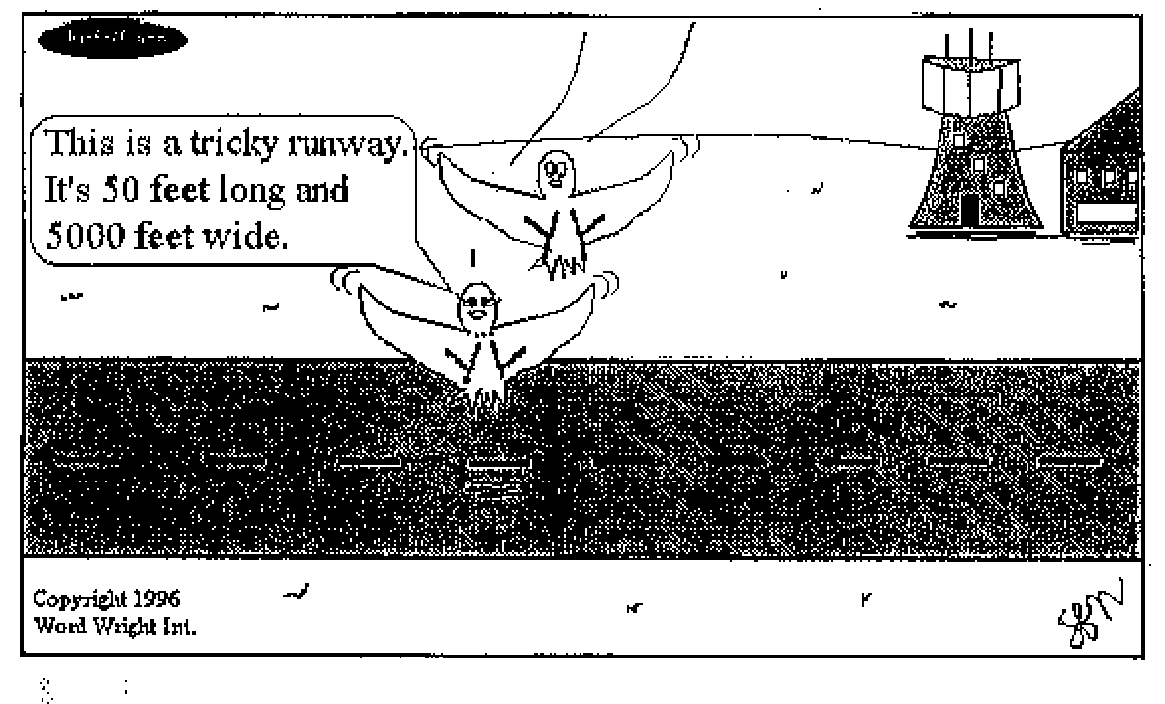 This is a tricky runway.
It's 50 feet long and
5000 feet wide.
Copyright 1996
Word Wright Int.